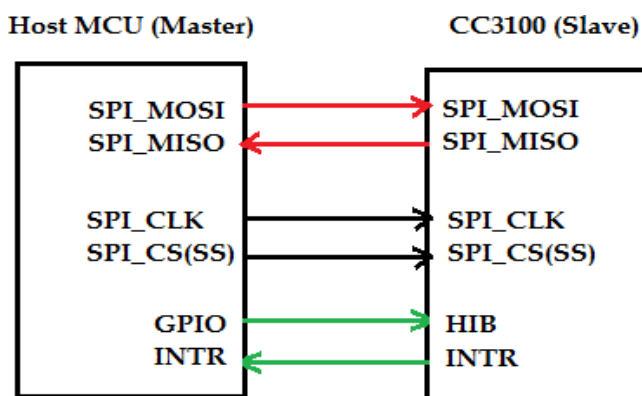 Host MCU (Master)
CC3100 (Slave)
SPI_MOSI
SPI_MISO
SPI_CLK
SPI_CS(SS)
GPIO
INTR
SPI_MOSI
SPI_MISO
SPI_CLK
SPI_CS(SS)
HIB
INTR